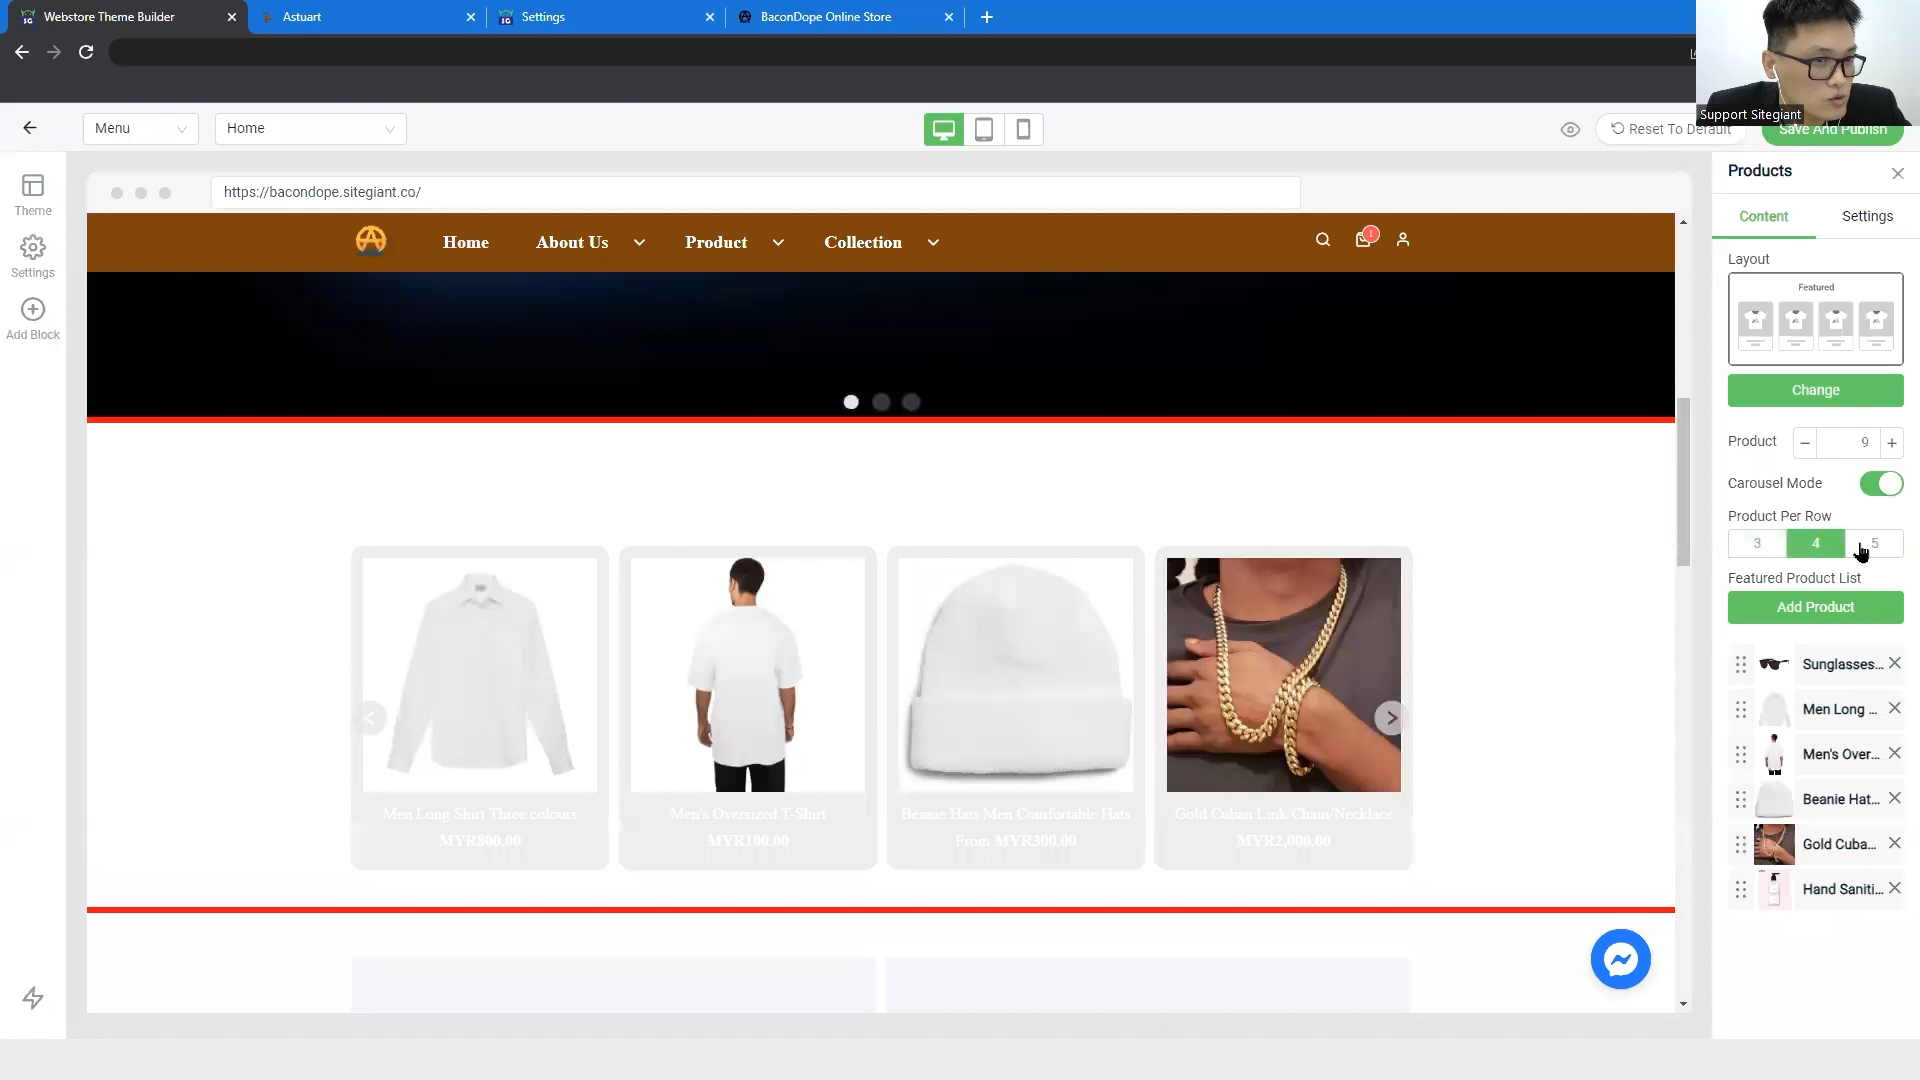 Webstore Theme Builder
Astuart
Settings
BaconDope Online Store
Support Sitegiant
Menu
Home
Reset To Default
Save And Publish
Theme
Settings
Add Block
https://bacondope.sitegiant.co/
Home
About Us
Product
Collection
1
Men Long Shirt Three colours
MYR800.00
Men's Oversized T-Shirt
MYR100.00
Beanie Hats Men Comfortable Hats
From MYR300.00
Gold Cuban Link/Chain/Necklace
MYR2,000.00
Products
Content
Settings
Layout
Featured
Change
Product
9
Carousel Mode
Product Per Row
3
4
5
Featured Product List
Add Product
Sunglasses...
Men Long ...
Men's Over...
Beanie Hat...
Gold Cuba...
Hand Saniti...